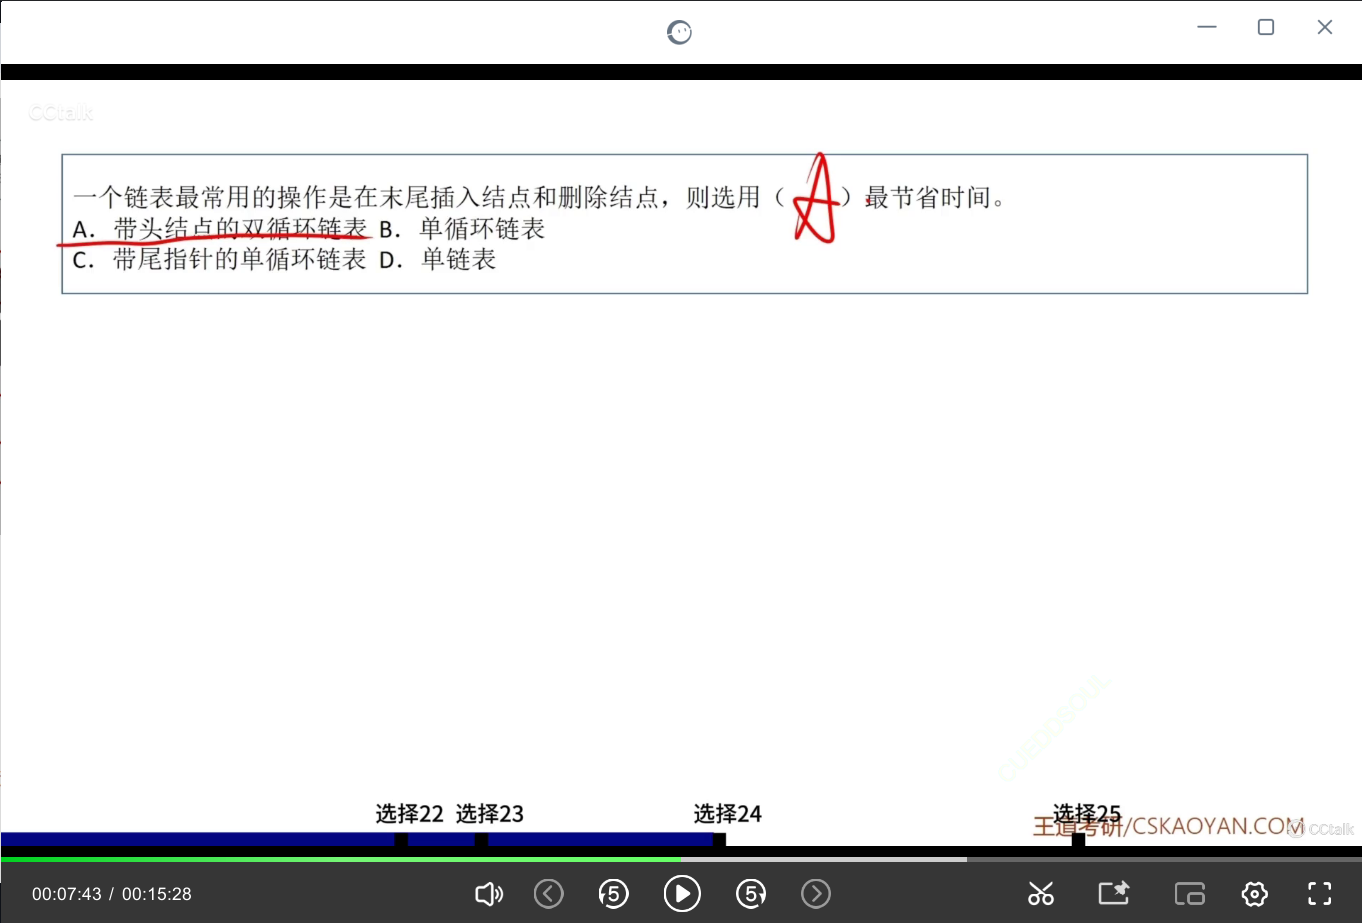 CCtalk
一个链表最常用的操作是在末尾插入结点和删除结点，则选用（A）最节省时间。
A．带头结点的双循环链表 B．单循环链表
C．带尾指针的单循环链表 D．单链表
GUEDOBOUL
选择22 选择23 选择24 选择25
王道考研/CSKAOYAN.COM CCtalk
00:07:43 / 00:15:28 5 5